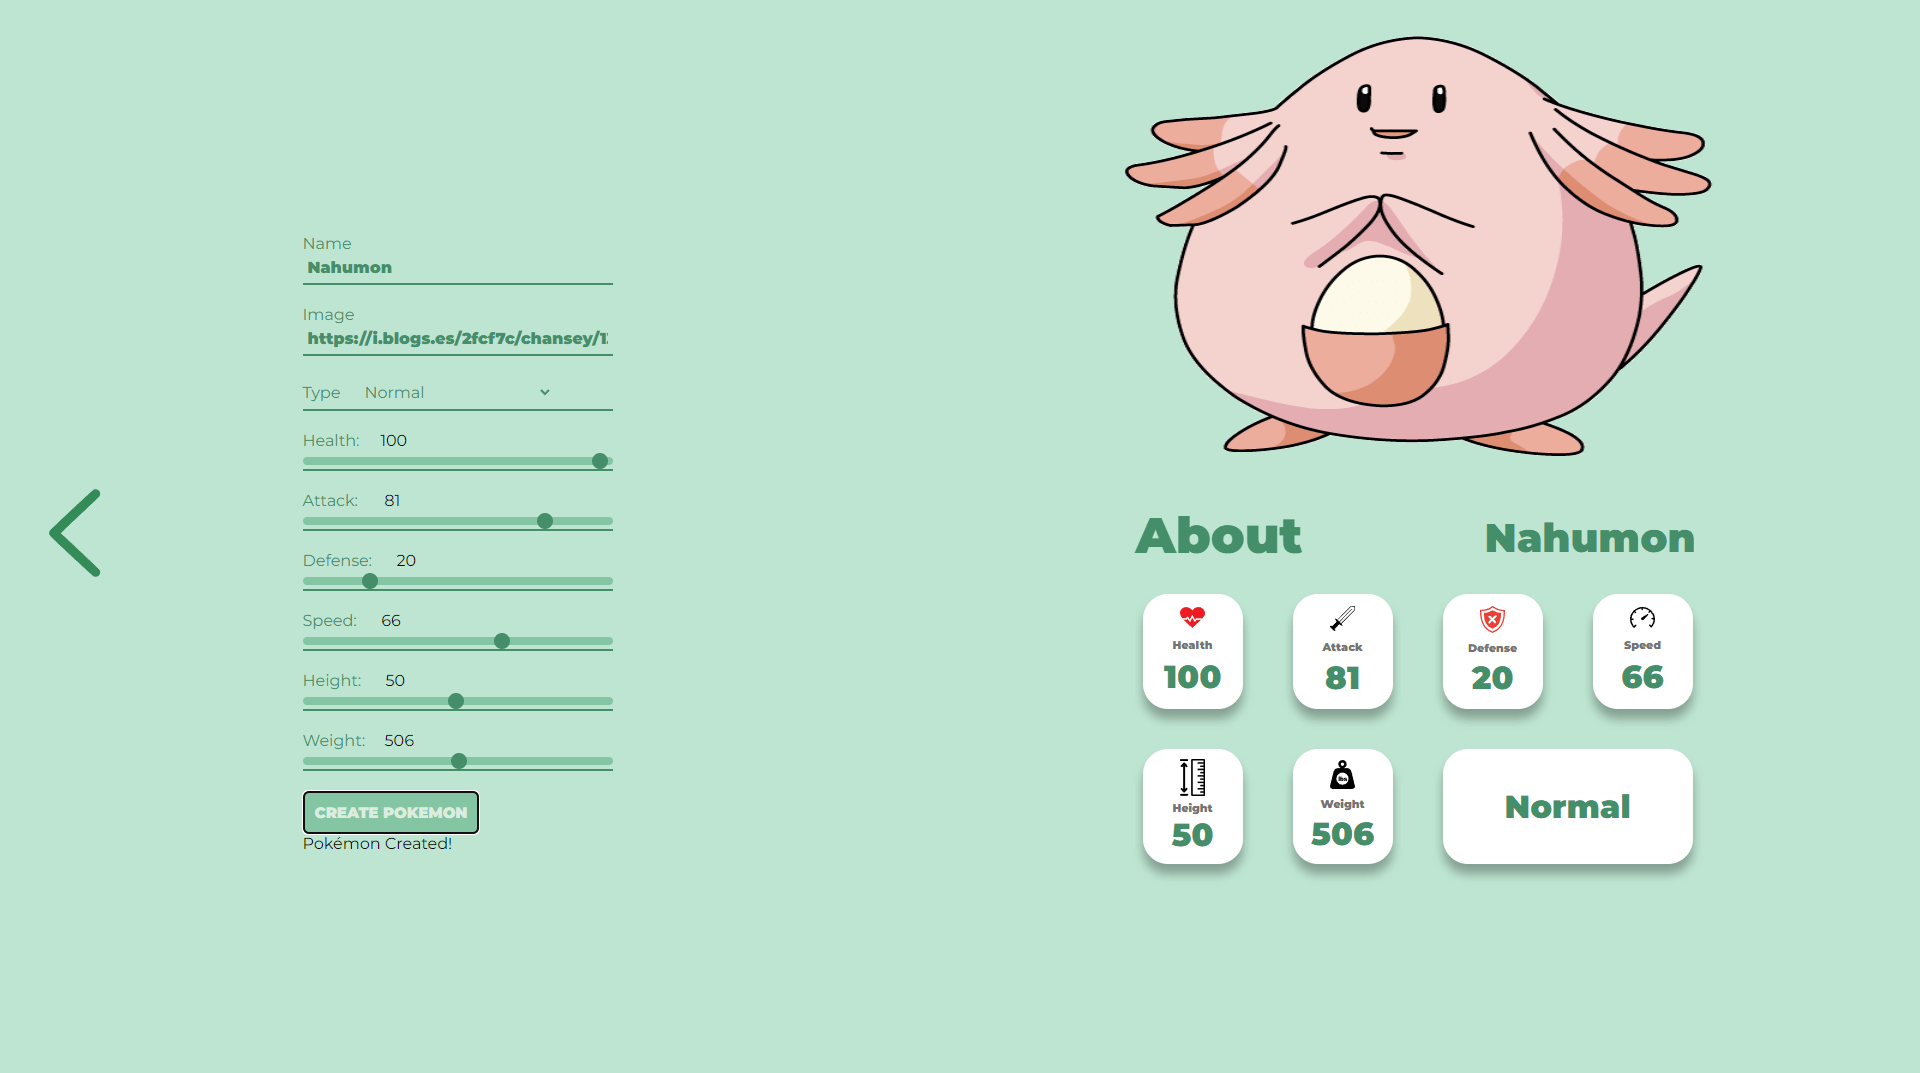 Name
Nahumon
Image
https://i.blogs.es/2fcf7c/chansey/1
Type Normal
Health: 100
Attack: 81
Defense: 20
Speed: 66
Height: 50
Weight: 506
CREATE POKEMON
Pokémon Created!
About Nahumon
Health
100
Attack
81
Defense
20
Speed
66
Height
50
lbs
Weight
506
Normal